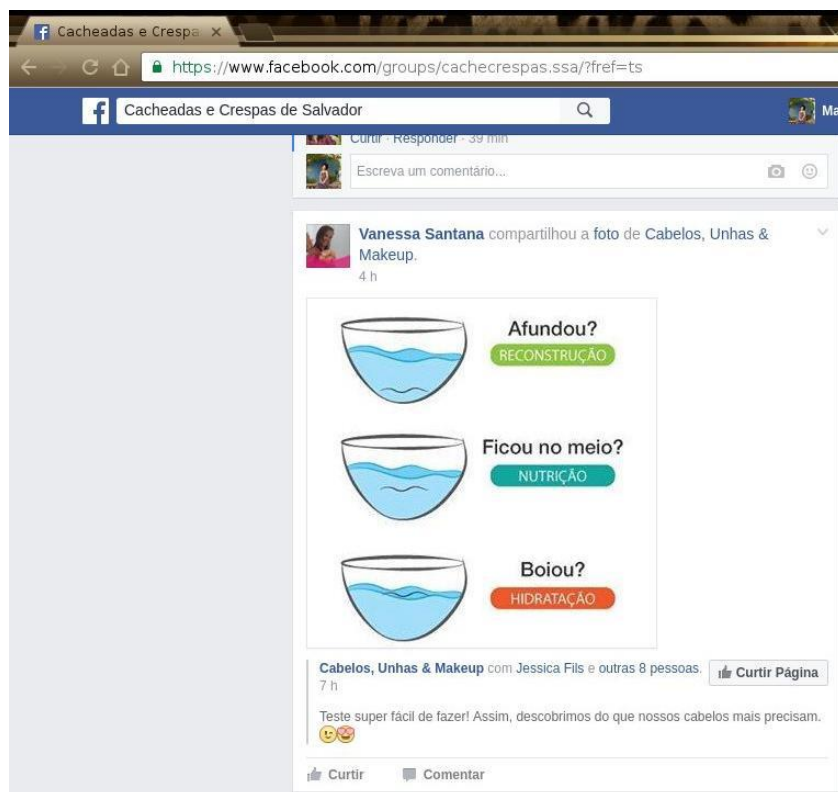 Cacheadas e Crespa
https://www.facebook.com/groups/cachecrespas.ssa/?fref=ts
Cacheadas e Crespas de Salvador
Ma
Curtir · Responder · 39 min
Escreva um comentário...
Vanessa Santana compartilhou a foto de Cabelos, Unhas &
Makeup.
4 h
Afundou?
RECONSTRUÇÃO
Ficou no meio?
NUTRIÇÃO
Boiou?
HIDRATAÇÃO
Cabelos, Unhas & Makeup com Jessica Fils e outras 8 pessoas.
Curtir Página
7 h
Teste super fácil de fazer! Assim, descobrimos do que nossos cabelos mais precisam.
Curtir Comentar